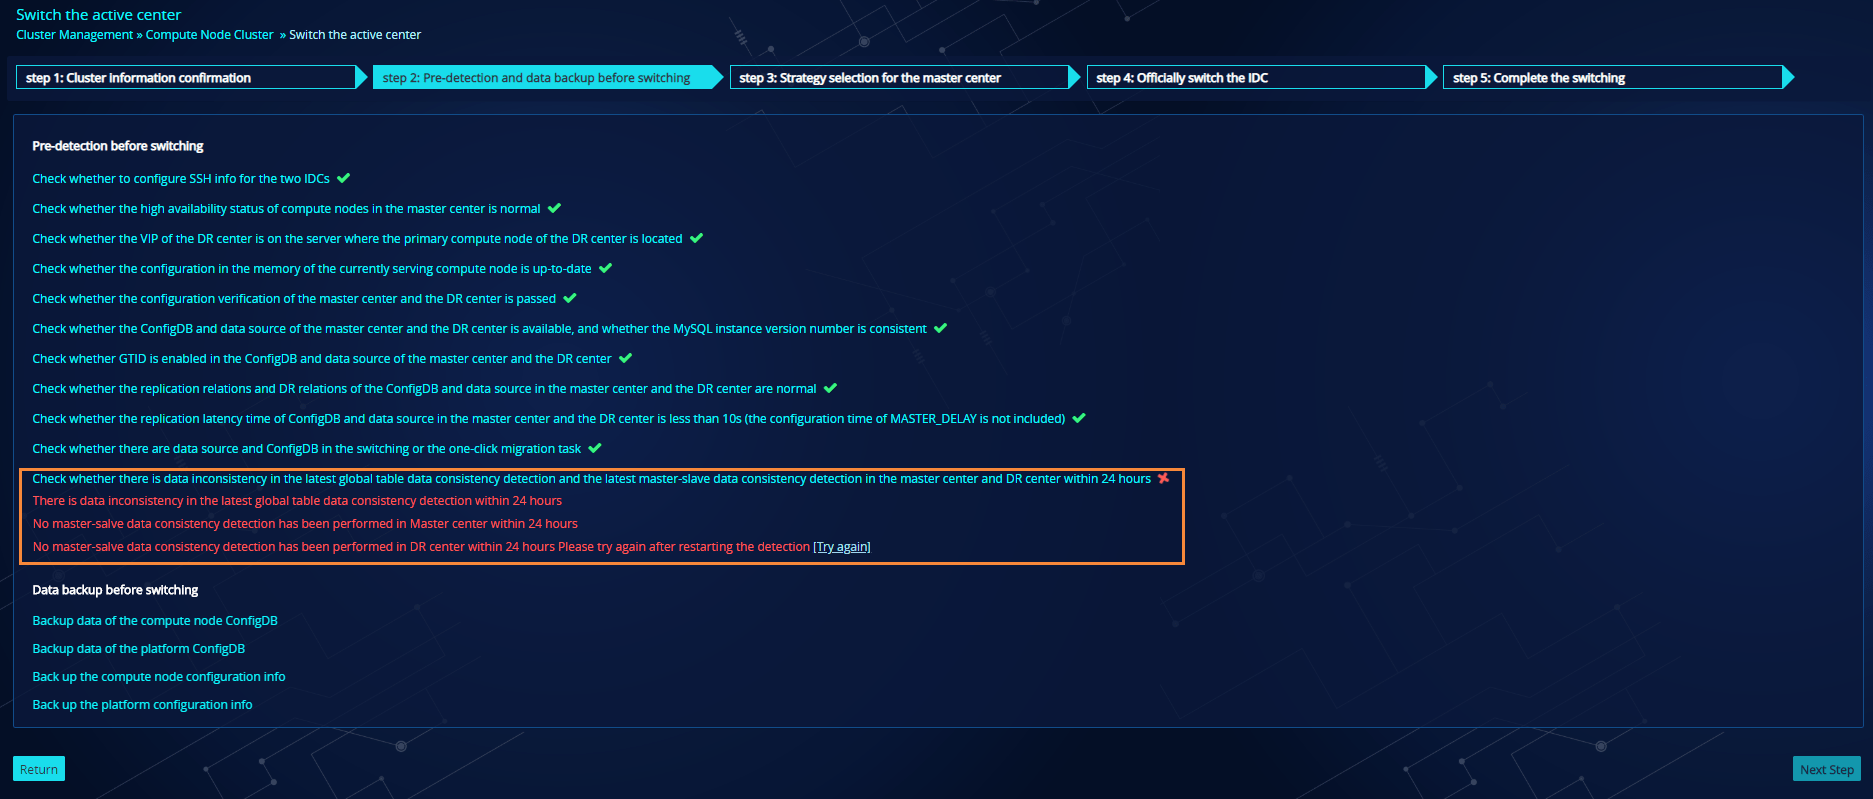 Switch the active center
Cluster Management » Compute Node Cluster » Switch the active center
step 1: Cluster information confirmation
step 2: Pre-detection and data backup before switching
step 3: Strategy selection for the master center
step 4: Officially switch the IDC
step 5: Complete the switching
Pre-detection before switching
Check whether to configure SSH info for the two IDCs
Check whether the high availability status of compute nodes in the master center is normal
Check whether the VIP of the DR center is on the server where the primary compute node of the DR center is located
Check whether the configuration in the memory of the currently serving compute node is up-to-date
Check whether the configuration verification of the master center and the DR center is passed
Check whether the ConfigDB and data source of the master center and the DR center is available, and whether the MySQL instance version number is consistent
Check whether GTID is enabled in the ConfigDB and data source of the master center and the DR center
Check whether the replication relations and DR relations of the ConfigDB and data source in the master center and the DR center are normal
Check whether the replication latency time of ConfigDB and data source in the master center and the DR center is less than 10s (the configuration time of MASTER_DELAY is not included)
Check whether there are data source and ConfigDB in the switching or the one-click migration task
Check whether there is data inconsistency in the latest global table data consistency detection and the latest master-slave data consistency detection in the master center and DR center within 24 hours
There is data inconsistency in the latest global table data consistency detection within 24 hours
No master-salve data consistency detection has been performed in Master center within 24 hours
No master-salve data consistency detection has been performed in DR center within 24 hours Please try again after restarting the detection [Try again]
Data backup before switching
Backup data of the compute node ConfigDB
Backup data of the platform ConfigDB
Back up the compute node configuration info
Back up the platform configuration info
Return
Next Step